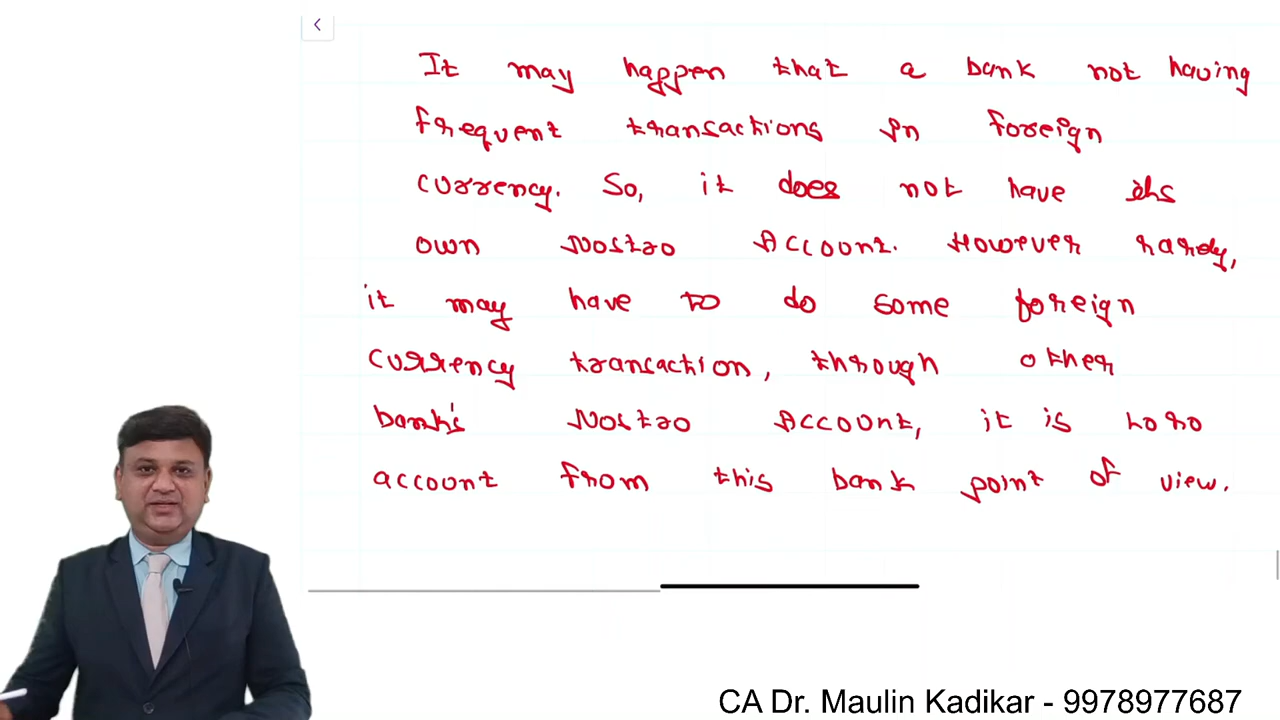 It may happen that a bank not having
frequent transactions in foreign
currency. So, it does not have its
own Nostro Account. However rarely,
it may have to do some foreign
currency transaction, through other
bank's Nostro Account, it is Loro
account from this bank point of view.
CA Dr. Maulin Kadikar - 9978977687